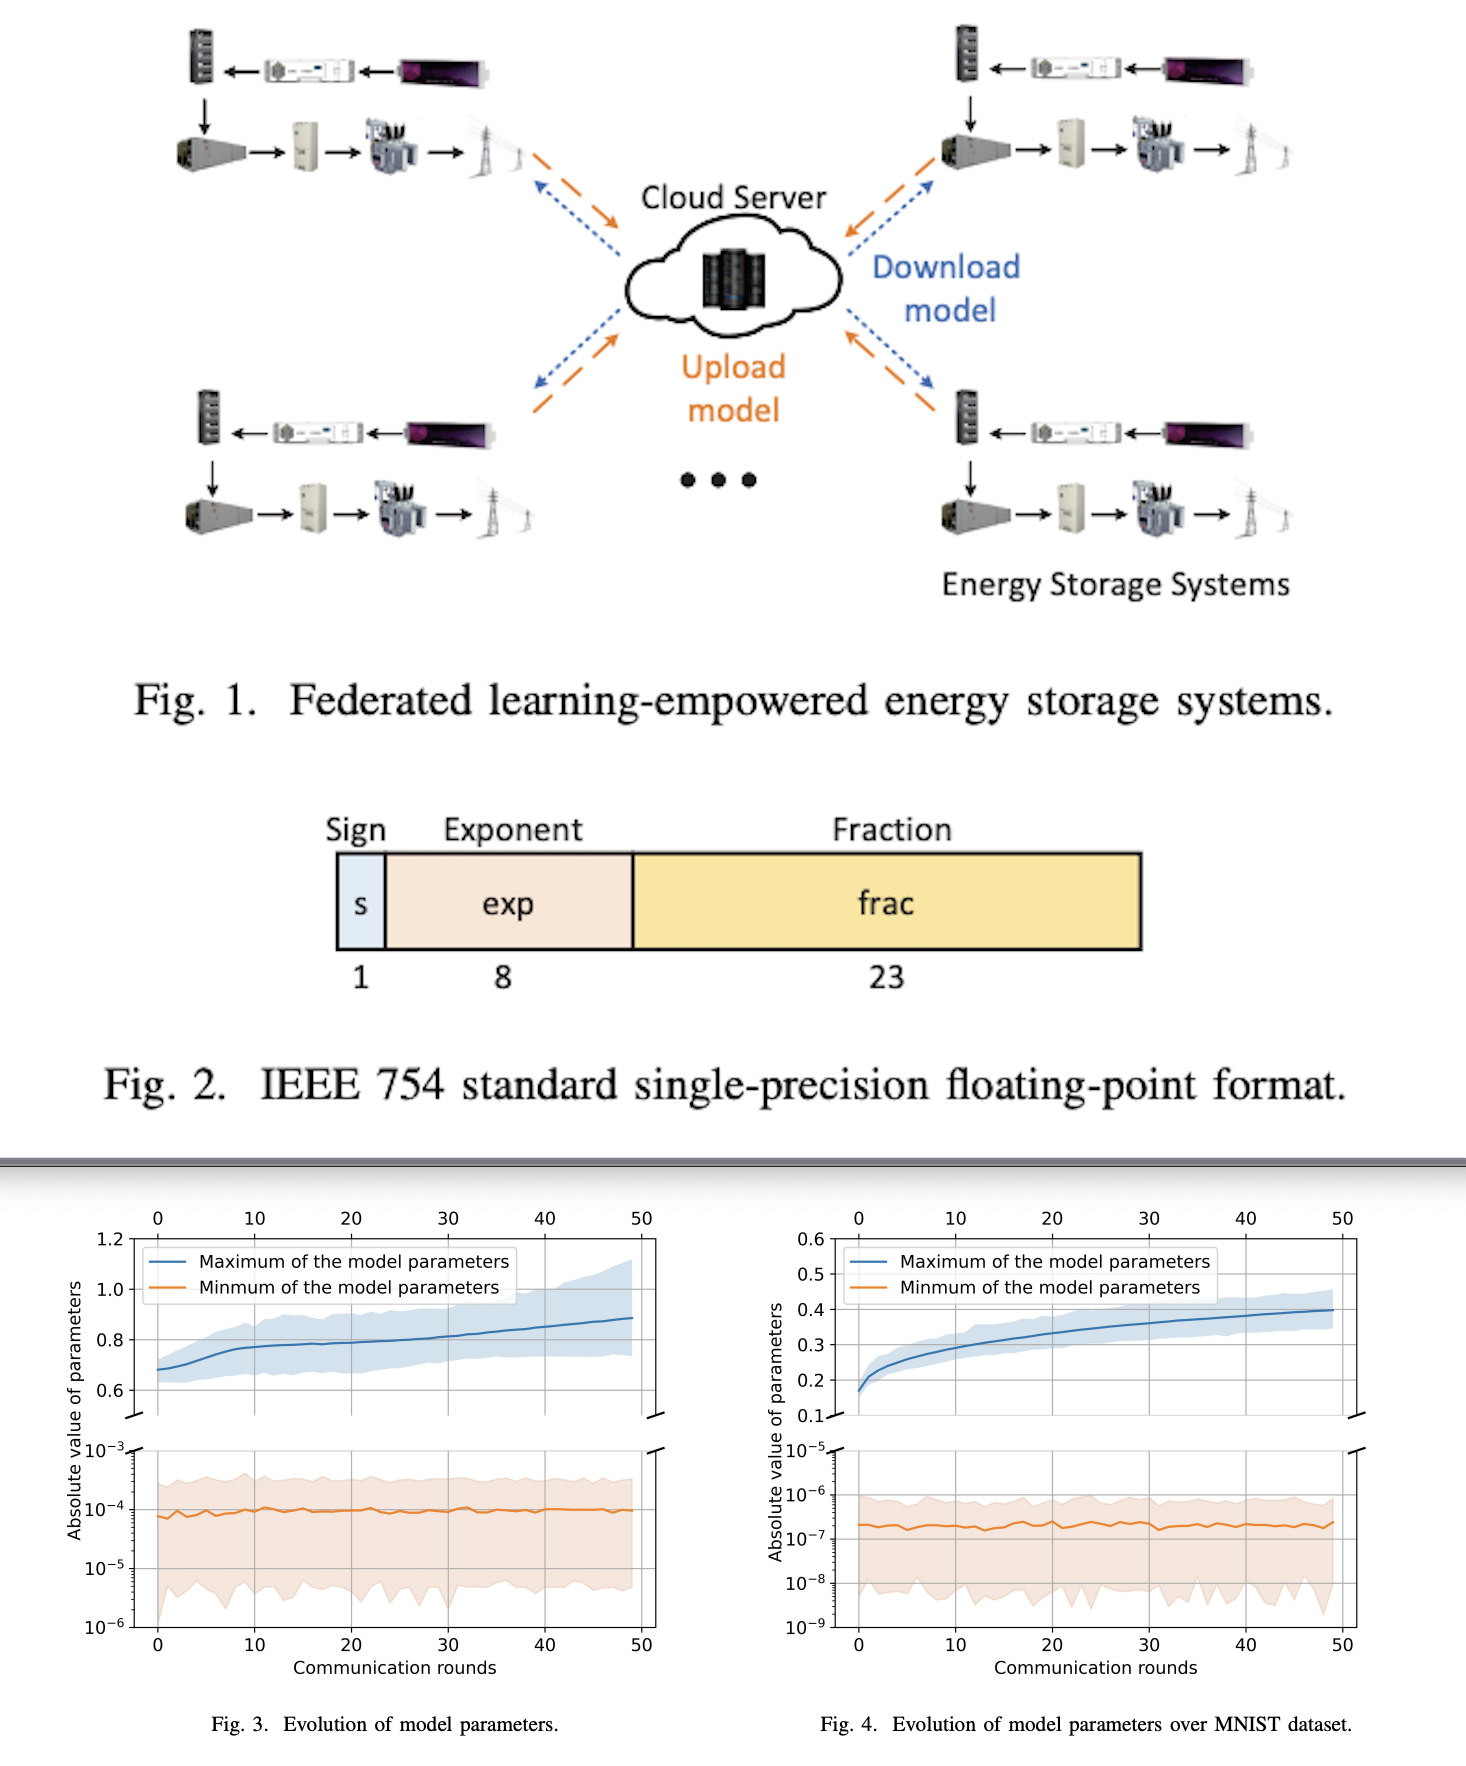 Cloud Server
Download
model
Upload
model
Energy Storage Systems
Fig. 1. Federated learning-empowered energy storage systems.
Sign Exponent Fraction
s exp frac
1 8 23
Fig. 2. IEEE 754 standard single-precision floating-point format.
0 10 20 30 40 50
1.2
1.0
0.8
0.6
Maximum of the model parameters
Minmum of the model parameters
Absolute value of parameters
10⁻³
10⁻⁴
10⁻⁵
10⁻⁶
0 10 20 30 40 50
Communication rounds
Fig. 3. Evolution of model parameters.
0 10 20 30 40 50
0.6
0.5
0.4
0.3
0.2
0.1
Maximum of the model parameters
Minmum of the model parameters
Absolute value of parameters
10⁻⁵
10⁻⁶
10⁻⁷
10⁻⁸
10⁻⁹
0 10 20 30 40 50
Communication rounds
Fig. 4. Evolution of model parameters over MNIST dataset.